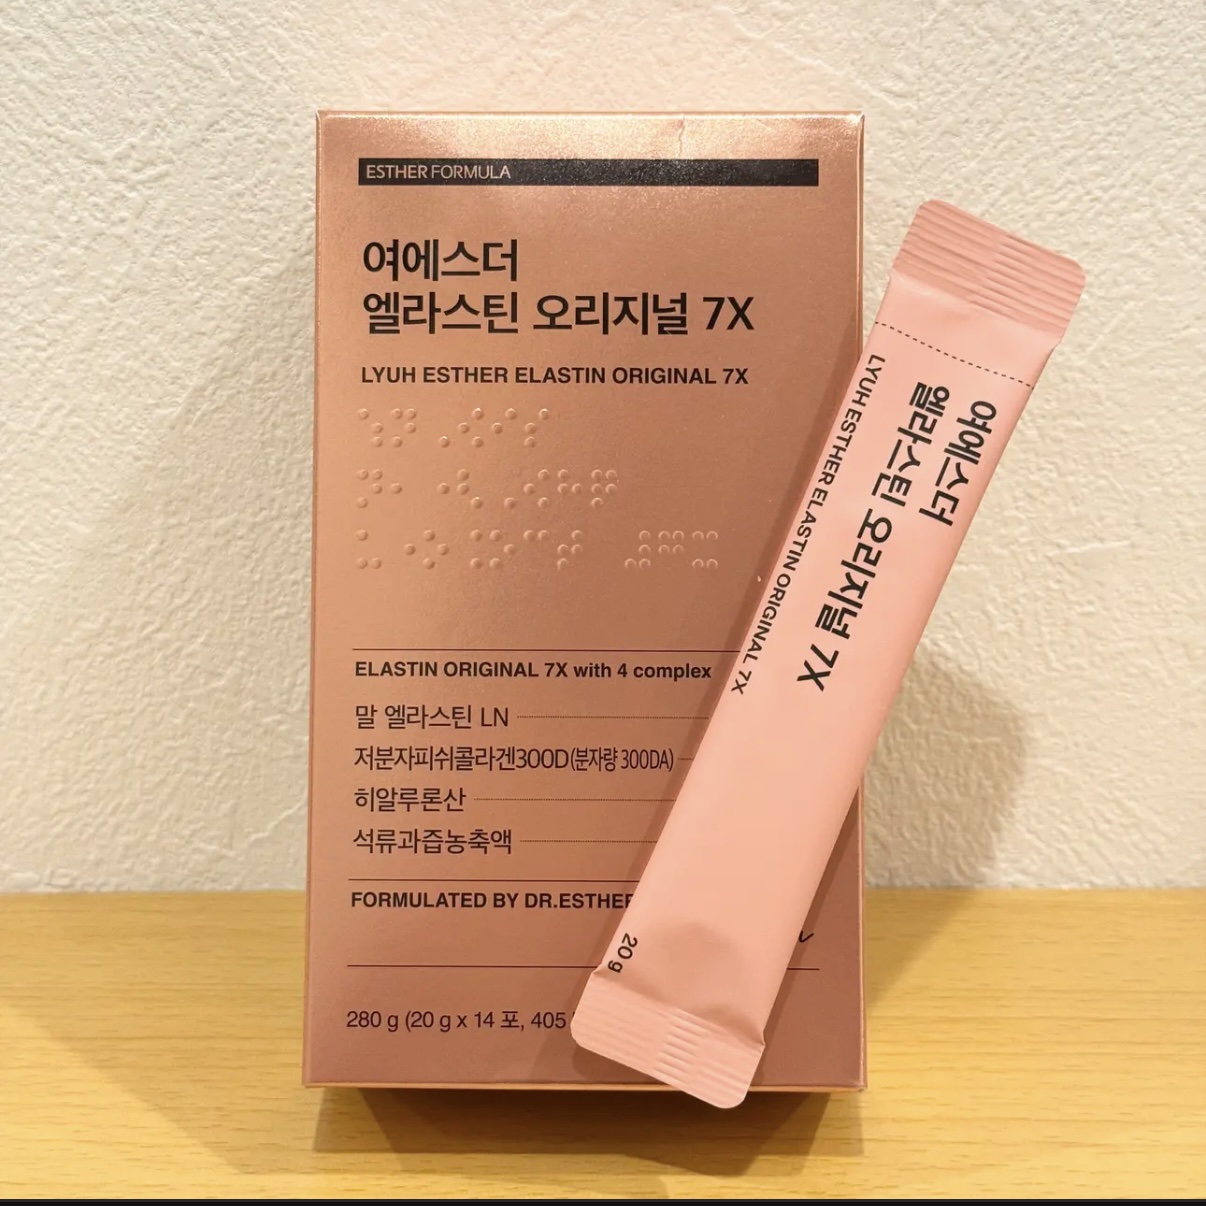 ESTHER FORMULA
여에스더
엘라스틴 오리지널 7X
LYUH ESTHER ELASTIN ORIGINAL 7X
ELASTIN ORIGINAL 7X with 4 complex
말 엘라스틴 LN
저분자피쉬콜라겐300D(분자량 300DA)
히알루론산
석류과즙농축액
FORMULATED BY DR.ESTHER
280 g (20 g x 14 포, 405
여에스더
엘라스틴 오리지널 7X
LYUH ESTHER ELASTIN ORIGINAL 7X
20 g